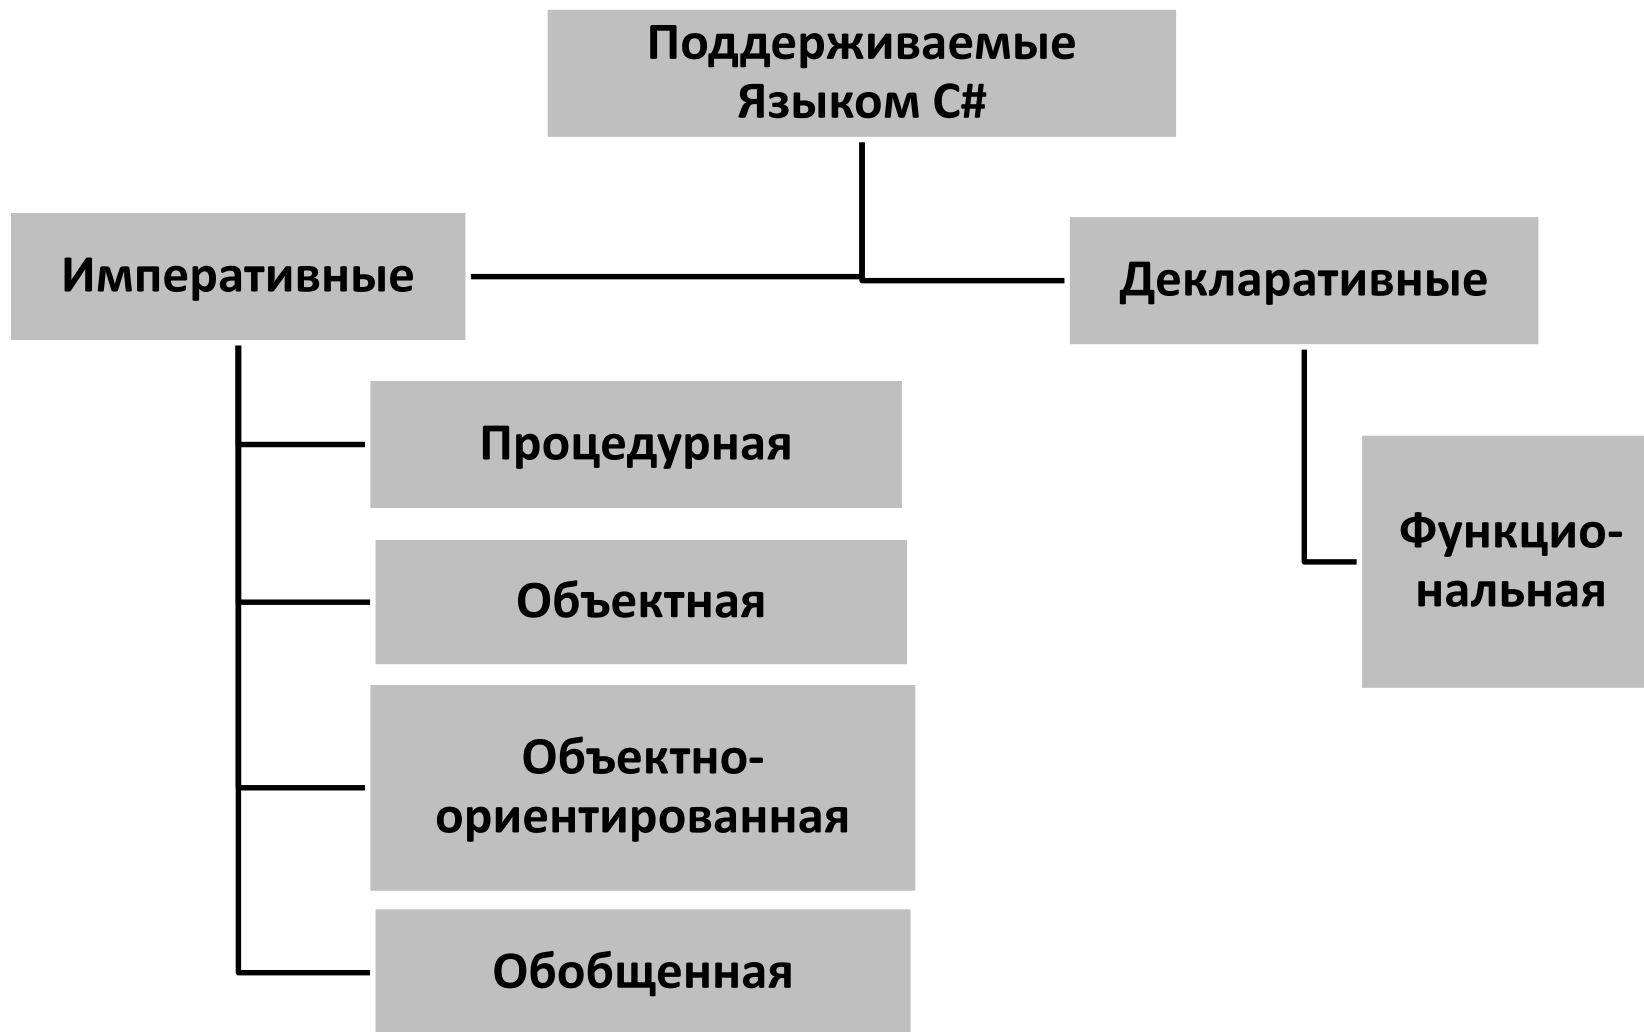 Поддерживаемые
Языком C#
Императивные
Декларативные
Процедурная
Объектная
Объектно-
ориентированная
Обобщенная
Функцио-
нальная